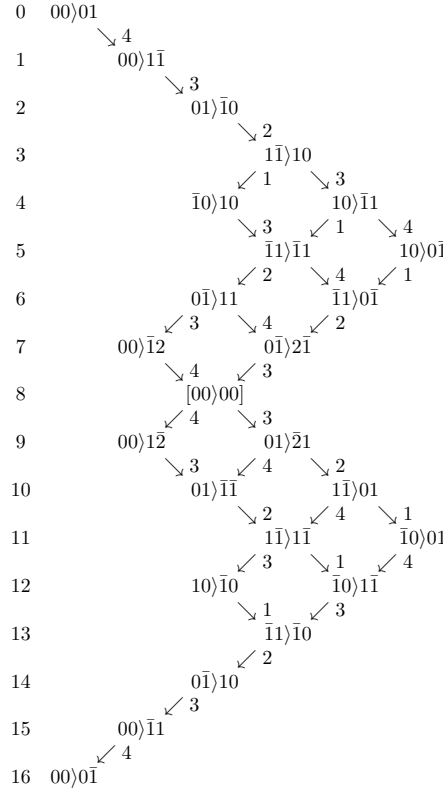 0 00⟩01
4
1 00⟩11̄
3
2 01⟩1̄0
2
3 11̄⟩10
1 3
4 1̄0⟩10 10⟩1̄1
3 1 4
5 1̄1⟩1̄1 10⟩01̄
2 4 1
6 01̄⟩11 1̄1⟩01̄
3 4 2
7 00⟩1̄2 01̄⟩21̄
4 3
8 [00⟩00]
4 3
9 00⟩12̄ 01⟩2̄1
3 4 2
10 01⟩1̄1̄ 11̄⟩01
2 4 1
11 11̄⟩11̄ 1̄0⟩01
3 1 4
12 10⟩1̄0 1̄0⟩11̄
1 3
13 1̄1⟩1̄0
2
14 01̄⟩10
3
15 00⟩1̄1
4
16 00⟩01̄